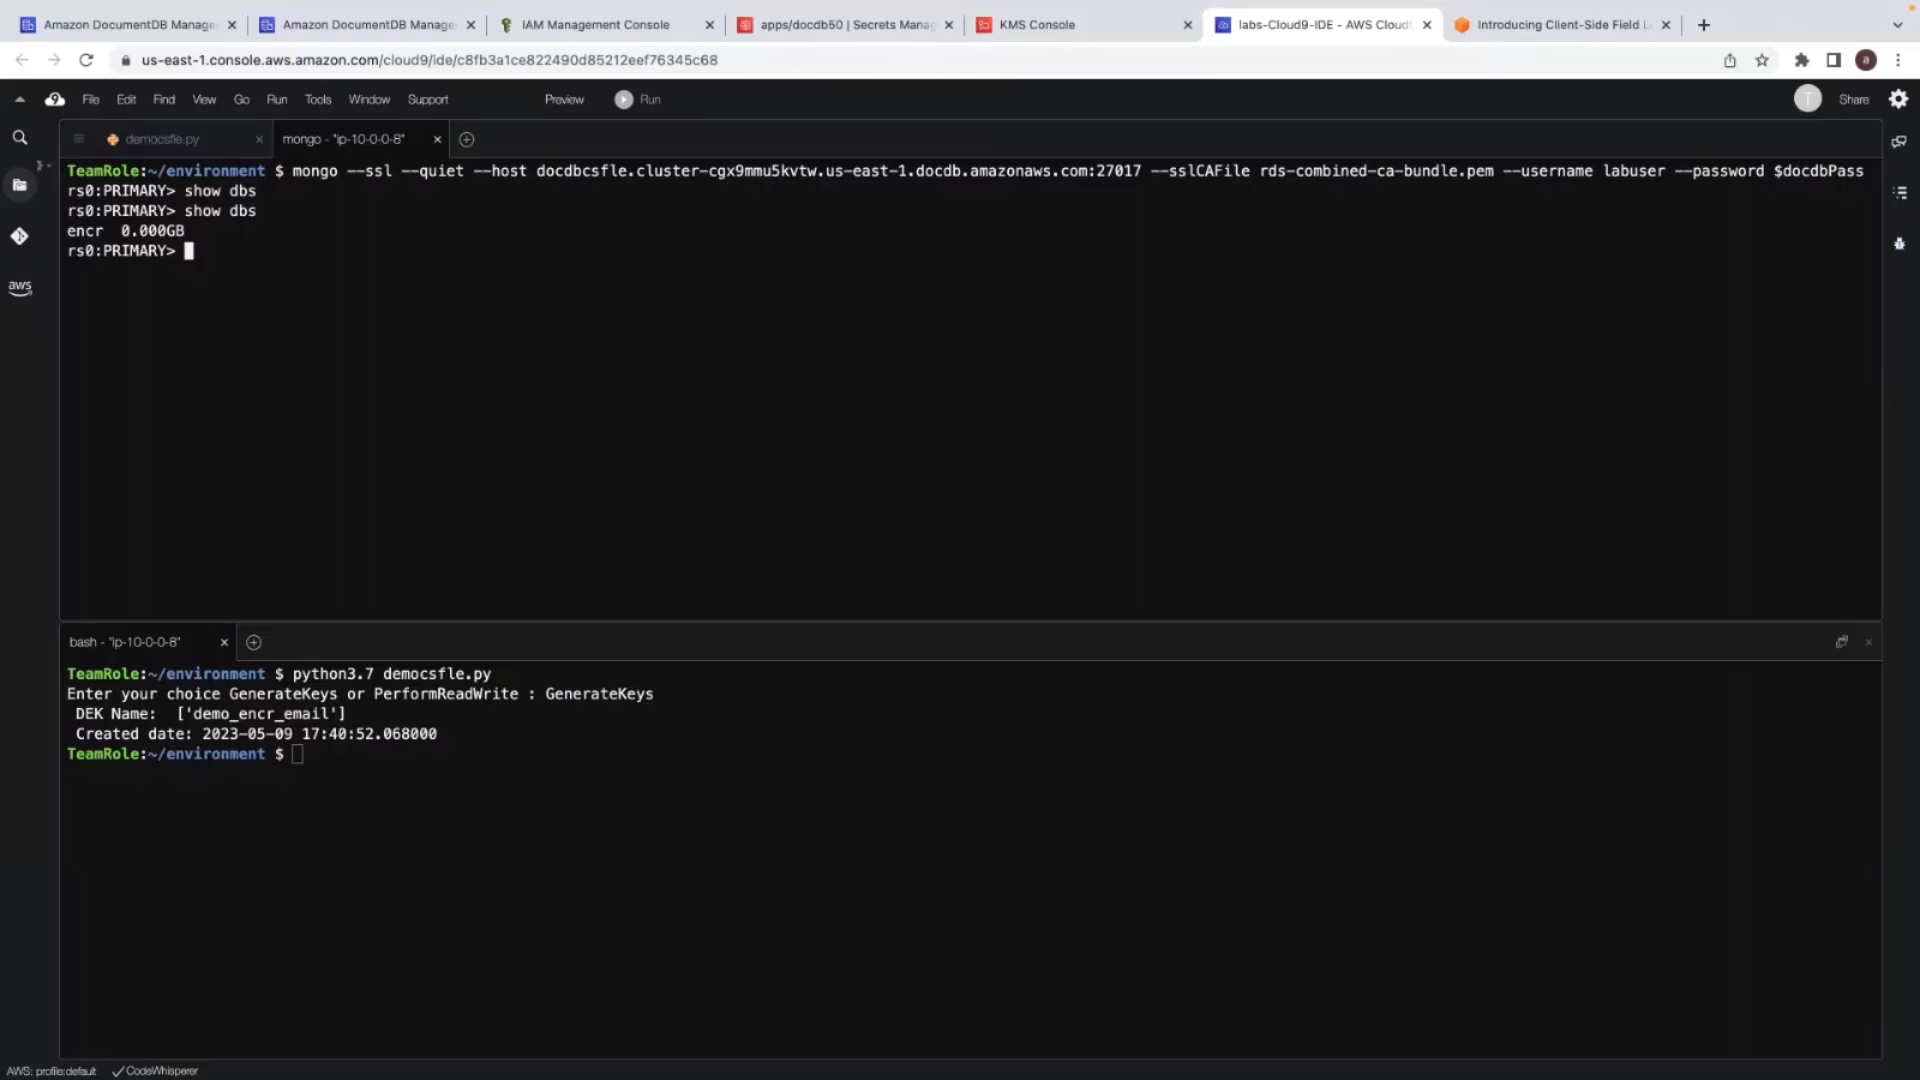 Amazon DocumentDB Manage
Amazon DocumentDB Manage
IAM Management Console
apps/docdb50 | Secrets Manag
KMS Console
labs-Cloud9-IDE - AWS Cloud
Introducing Client-Side Field L
us-east-1.console.aws.amazon.com/cloud9/ide/c8fb3a1ce822490d85212eef76345c68
a
9 File Edit Find View Go Run Tools Window Support Preview Run
T Share
democsfle.py
mongo - "ip-10-0-0-8"
TeamRole:~/environment $ mongo --ssl --quiet --host docdbcsfle.cluster-cgx9mmu5kvtw.us-east-1.docdb.amazonaws.com:27017 --sslCAFile rds-combined-ca-bundle.pem --username labuser --password $docdbPass
rs0:PRIMARY> show dbs
rs0:PRIMARY> show dbs
encr 0.000GB
rs0:PRIMARY>
aws
bash - "ip-10-0-0-8"
TeamRole:~/environment $ python3.7 democsfle.py
Enter your choice GenerateKeys or PerformReadWrite : GenerateKeys
DEK Name: ['demo_encr_email']
Created date: 2023-05-09 17:40:52.068000
TeamRole:~/environment $
AWS: profile:default CodeWhisperer